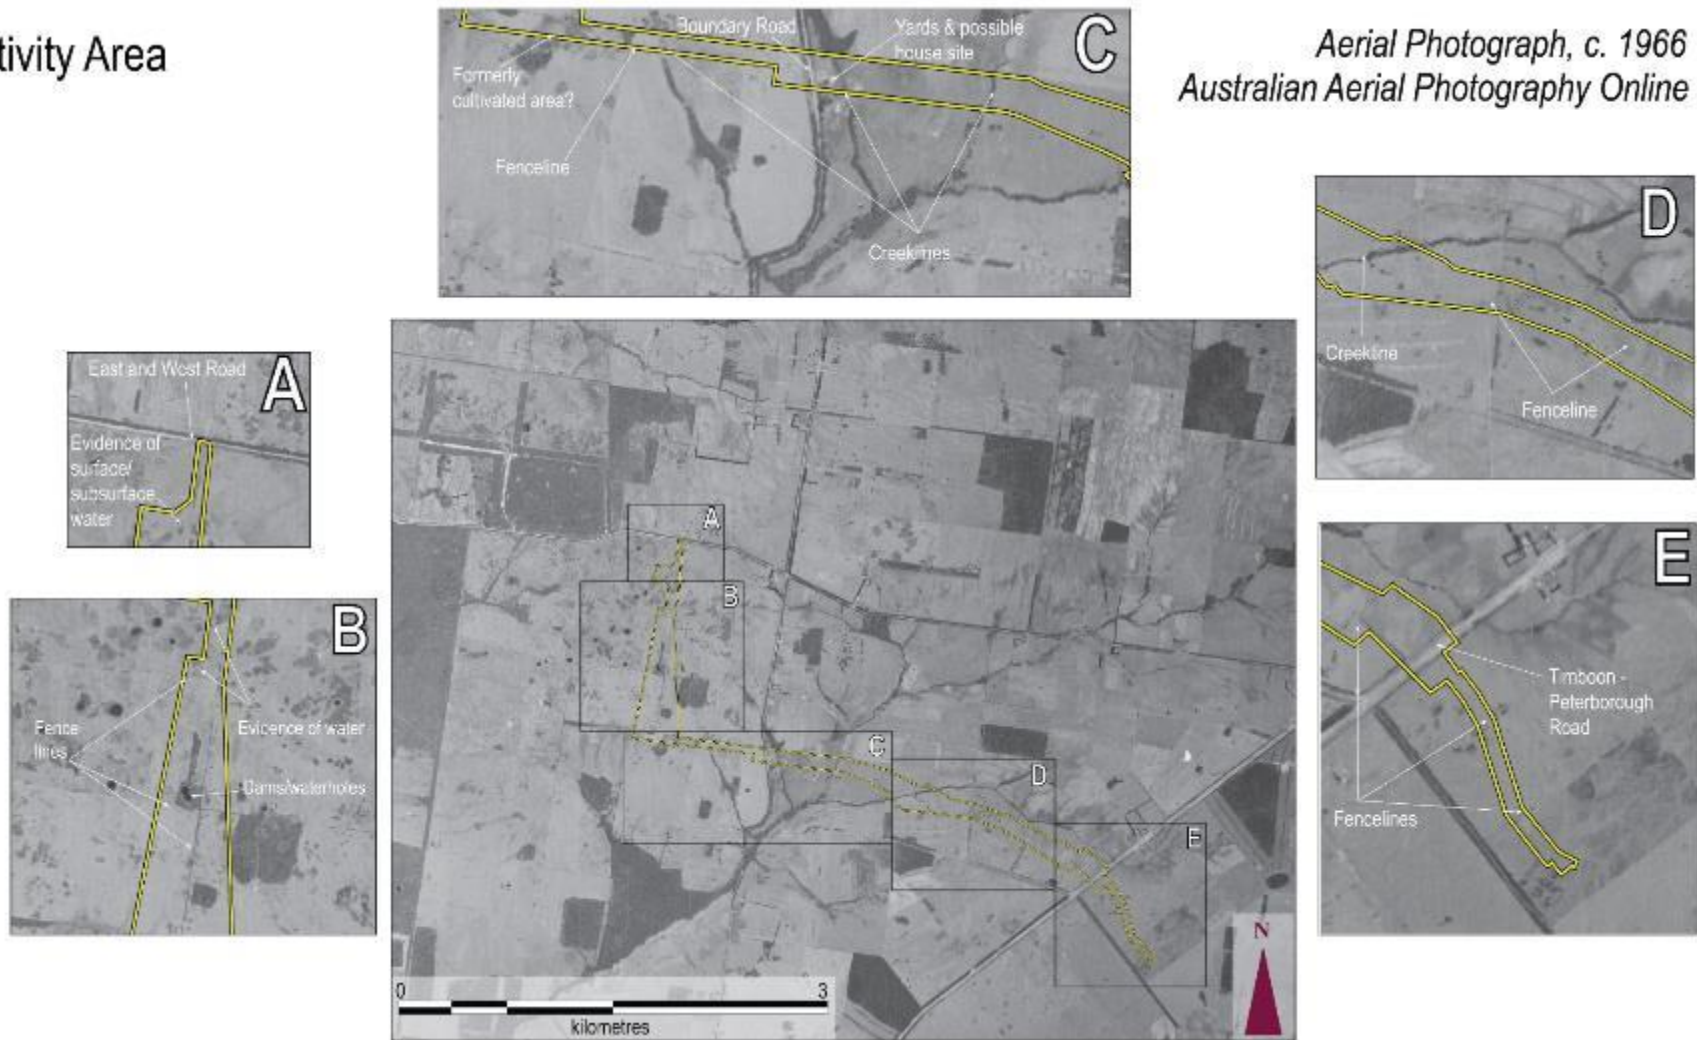 tivity Area
Aerial Photograph, c. 1966
Australian Aerial Photography Online
C
Boundary Road
Yards & possible
house site
Formerly
cultivated area?
Fenceline
Creeklines
A
East and West Road
Evidence of
surface/
subsurface
water
B
Fence
lines
Evidence of water
Dams/waterholes
A
B
C
D
E
0
3
kilometres
N
D
Creekline
Fenceline
E
Timboon -
Peterborough
Road
Fencelines